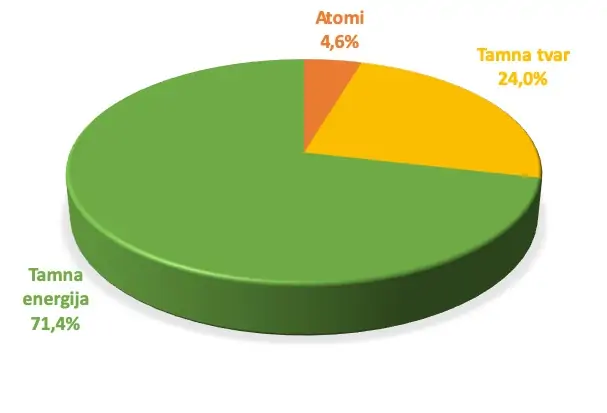 Atomi
4,6%
Tamna tvar
24,0%
Tamna
energija
71,4%